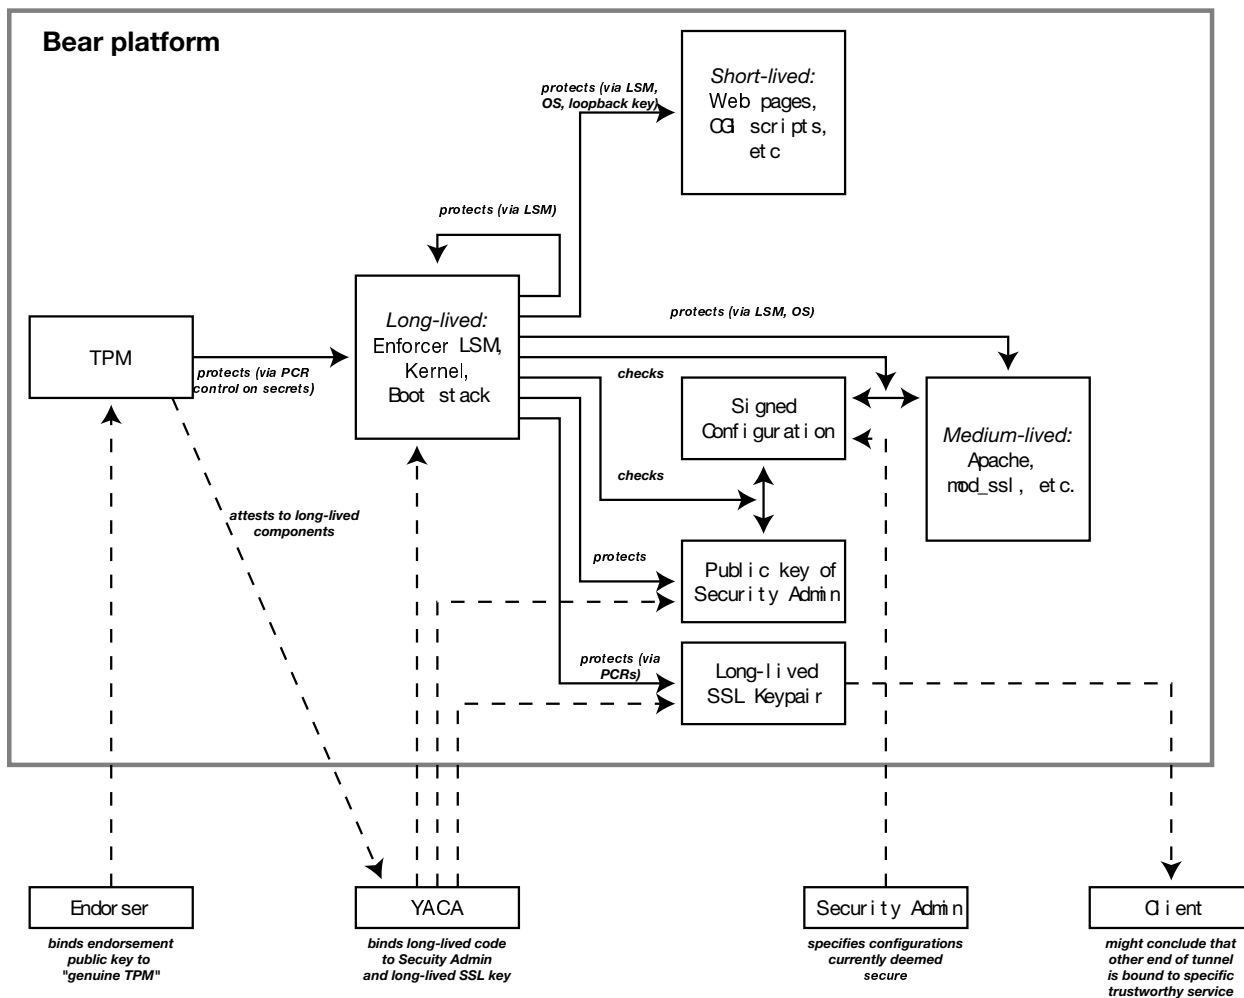 Bear platform
protects (via LSM,
OS, loopback key)
Short-lived:
Web pages,
CGI scripts,
etc
protects (via LSM)
Long-lived:
Enforcer LSM,
Kernel,
Boot stack
TPM
protects (via PCR
control on secrets)
protects (via LSM, OS)
checks
Signed
Configuration
Medium-lived:
Apache,
mod_ssl, etc.
checks
attests to long-lived
components
protects
Public key of
Security Admin
protects (via
PCRs)
Long-lived
SSL Keypair
Endorser
binds endorsement
public key to
"genuine TPM"
YACA
binds long-lived code
to Secuity Admin
and long-lived SSL key
Security Admin
specifies configurations
currently deemed
secure
Client
might conclude that
other end of tunnel
is bound to specific
trustworthy service